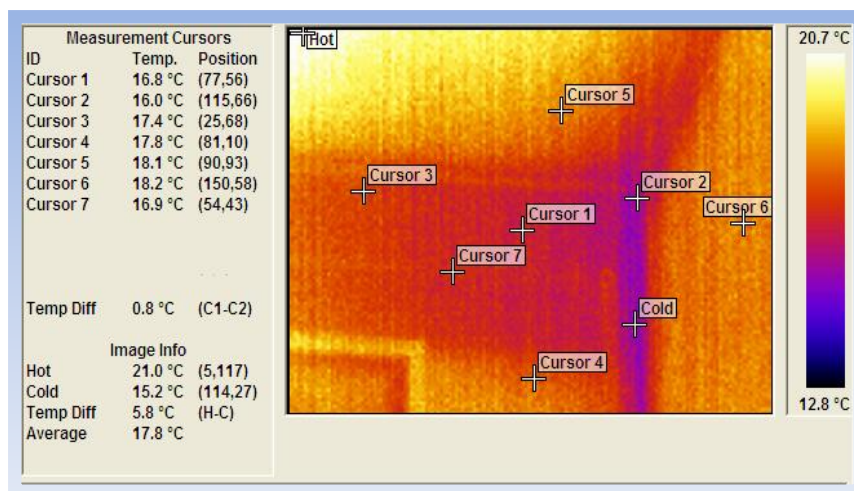 Measurement Cursors
ID Temp. Position
Cursor 1 16.8 °C (77,56)
Cursor 2 16.0 °C (115,66)
Cursor 3 17.4 °C (25,68)
Cursor 4 17.8 °C (81,10)
Cursor 5 18.1 °C (90,93)
Cursor 6 18.2 °C (150,58)
Cursor 7 16.9 °C (54,43)
Temp Diff 0.8 °C (C1-C2)
Image Info
Hot 21.0 °C (5,117)
Cold 15.2 °C (114,27)
Temp Diff 5.8 °C (H-C)
Average 17.8 °C
Hot
Cursor 5
Cursor 3
Cursor 2
Cursor 6
Cursor 1
Cursor 7
Cold
Cursor 4
20.7 °C
12.8 °C